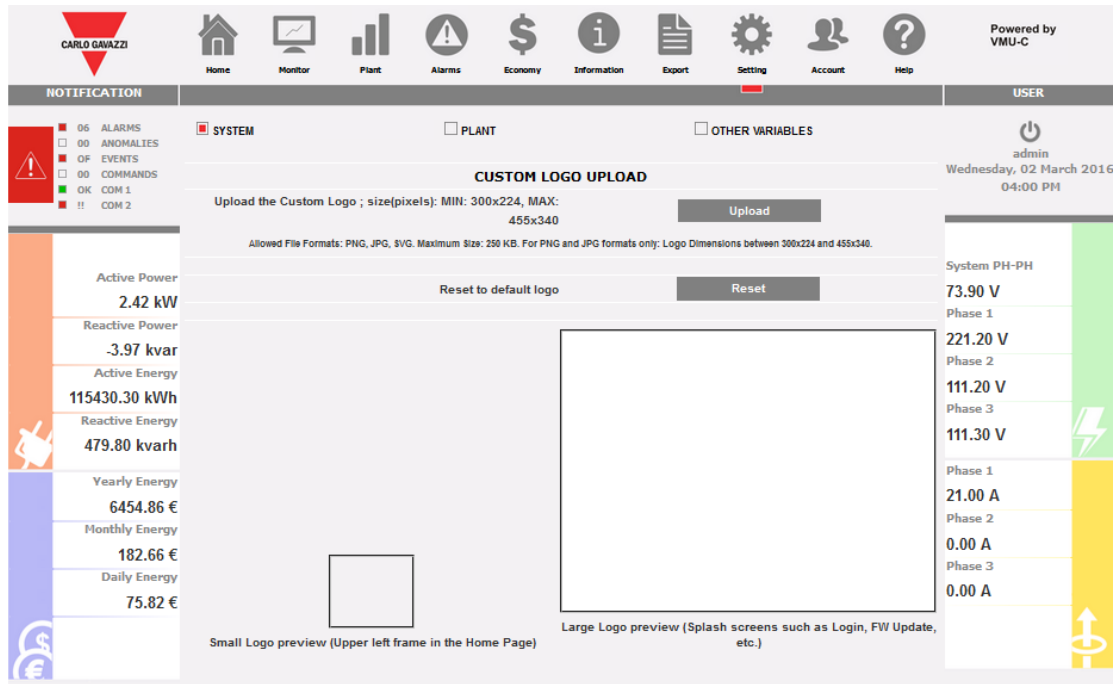 CARLO GAVAZZI
Home
Monitor
Plant
Alarms
Economy
Information
Export
Setting
Account
Help
Powered by
VMU-C
NOTIFICATION
USER
06 ALARMS
00 ANOMALIES
OF EVENTS
00 COMMANDS
OK COM 1
!! COM 2
SYSTEM
PLANT
OTHER VARIABLES
admin
Wednesday, 02 March 2016
04:00 PM
CUSTOM LOGO UPLOAD
Upload the Custom Logo ; size(pixels): MIN: 300x224, MAX:
455x340
Upload
Allowed File Formats: PNG, JPG, SVG. Maximum Size: 250 KB. For PNG and JPG formats only: Logo Dimensions between 300x224 and 455x340.
Reset to default logo
Reset
Active Power
2.42 kW
Reactive Power
-3.97 kvar
Active Energy
115430.30 kWh
Reactive Energy
479.80 kvarh
Yearly Energy
6454.86 €
Monthly Energy
182.66 €
Daily Energy
75.82 €
Small Logo preview (Upper left frame in the Home Page)
Large Logo preview (Splash screens such as Login, FW Update,
etc.)
System PH-PH
73.90 V
Phase 1
221.20 V
Phase 2
111.20 V
Phase 3
111.30 V
Phase 1
21.00 A
Phase 2
0.00 A
Phase 3
0.00 A